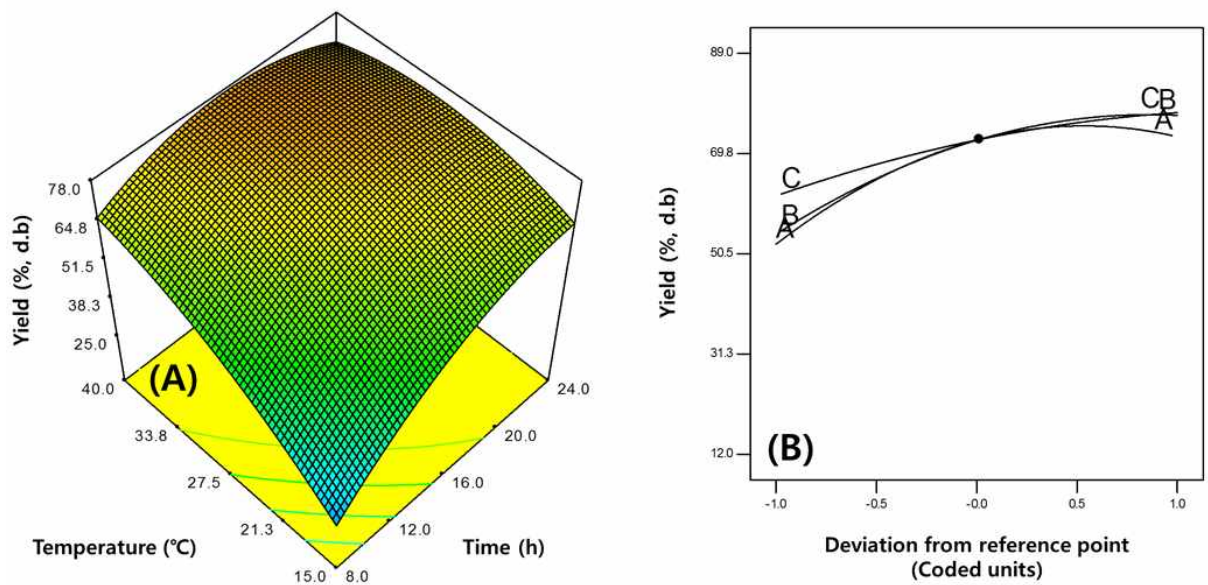 78.0
64.8
51.5
38.3
25.0
Yield (%, d.b)
(A)
40.0
33.8
27.5
21.3
15.0
Temperature (℃)
24.0
20.0
16.0
12.0
8.0
Time (h)
89.0
69.8
50.5
31.3
12.0
Yield (%, d.b)
C
B
A
CB
A
(B)
-1.0 -0.5 -0.0 0.5 1.0
Deviation from reference point
(Coded units)